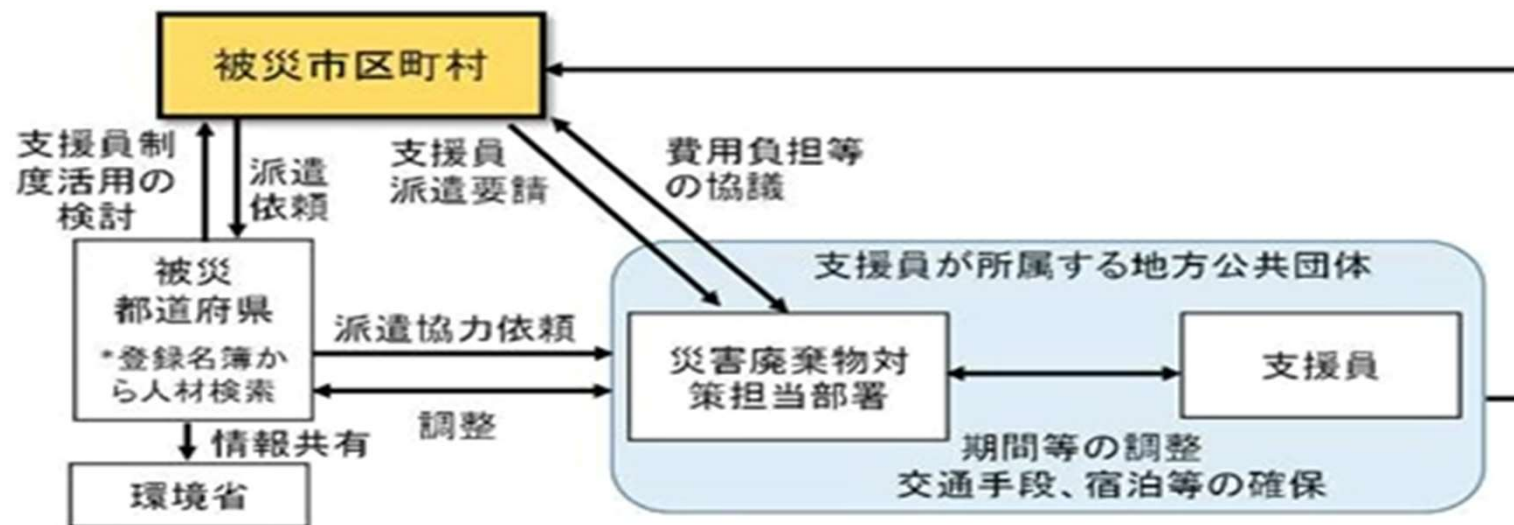 被災市区町村
支援員制
度活用の
検討
派遣
依頼
支援員
派遣要請
費用負担等
の協議
被災
都道府県
*登録名簿か
ら人材検索
派遣協力依頼
調整
情報共有
環境省
支援員が所属する地方公共団体
災害廃棄物対
策担当部署
支援員
期間等の調整
交通手段、宿泊等の確保